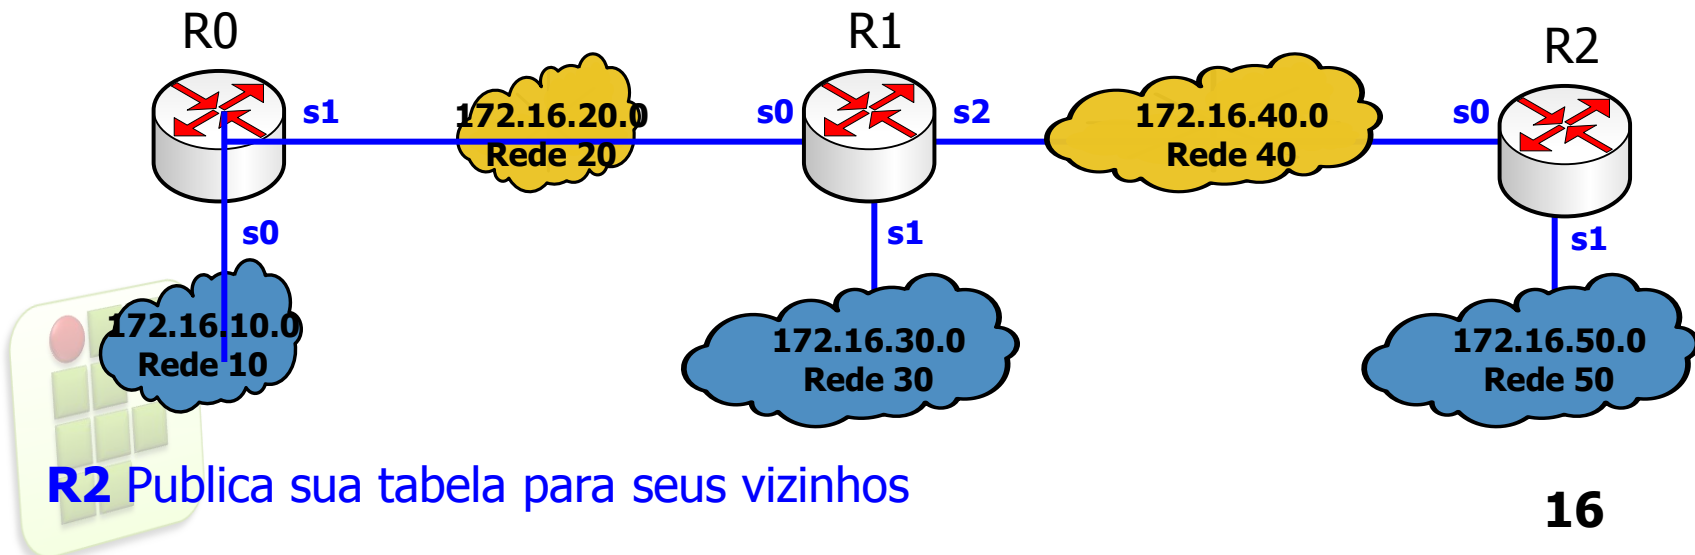 R0
R1
R2
s1
172.16.20.0
Rede 20
s0
s2
172.16.40.0
Rede 40
s0
s0
s1
s1
172.16.10.0
Rede 10
172.16.30.0
Rede 30
172.16.50.0
Rede 50
R2 Publica sua tabela para seus vizinhos
16